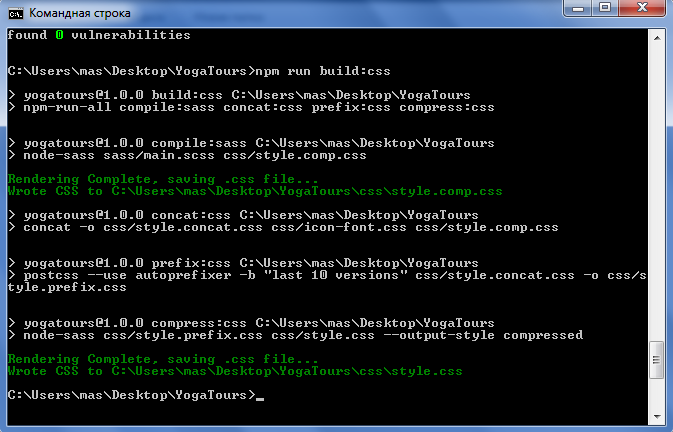 Командная строка
found 0 vulnerabilities
C:\Users\mas\Desktop\YogaTours>npm run build:css
> yogatours@1.0.0 build:css C:\Users\mas\Desktop\YogaTours
> npm-run-all compile:sass concat:css prefix:css compress:css
> yogatours@1.0.0 compile:sass C:\Users\mas\Desktop\YogaTours
> node-sass sass/main.scss css/style.comp.css
Rendering Complete, saving .css file...
Wrote CSS to C:\Users\mas\Desktop\YogaTours\css\style.comp.css
> yogatours@1.0.0 concat:css C:\Users\mas\Desktop\YogaTours
> concat -o css/style.concat.css css/icon-font.css css/style.comp.css
> yogatours@1.0.0 prefix:css C:\Users\mas\Desktop\YogaTours
> postcss --use autoprefixer -b "last 10 versions" css/style.concat.css -o css/s
tyle.prefix.css
> yogatours@1.0.0 compress:css C:\Users\mas\Desktop\YogaTours
> node-sass css/style.prefix.css css/style.css --output-style compressed
Rendering Complete, saving .css file...
Wrote CSS to C:\Users\mas\Desktop\YogaTours\css\style.css
C:\Users\mas\Desktop\YogaTours>_